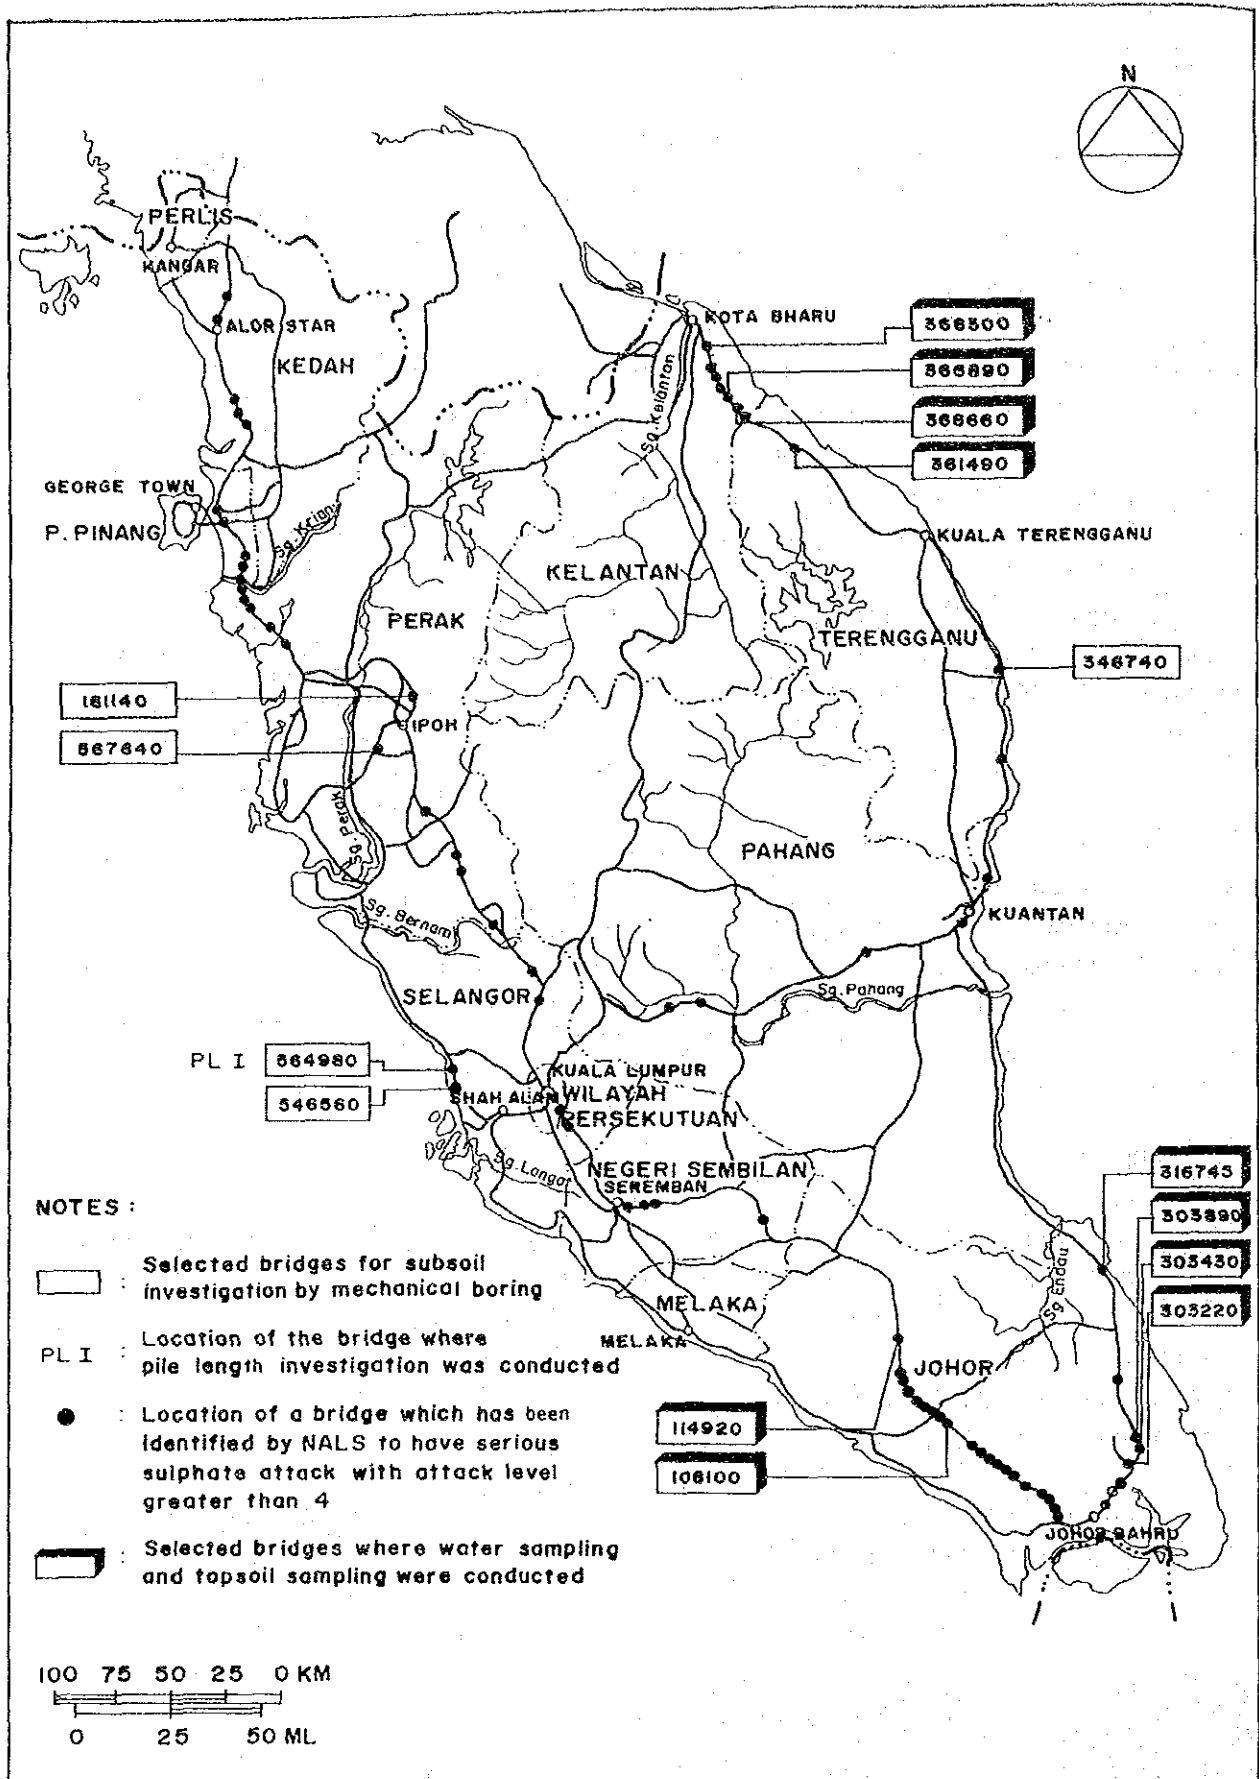 N
PERLIS
KANGAR
ALOR STAR
KEDAH
KOTA BHARU
368300
366890
368660
361490
Sg. Kelantan
GEORGE TOWN
P. PINANG
Sg. Krian
KUALA TERENGGANU
KELANTAN
PERAK
TERENGGANU
346740
161140
IPOH
567640
Sg. Perak
PAHANG
Sg. Bernam
KUANTAN
SELANGOR
Sg. Pahang
PL I
564980
546560
KUALA LUMPUR
SHAH ALAM
WILAYAH
PERSEKUTUAN
Sg. Langat
NEGERI SEMBILAN
SEREMBAN
316745
303890
303430
303220
Sg Endau
MELAKA
MELAKA
JOHOR
114920
106100
JOHOR BAHRU
NOTES :
: Selected bridges for subsoil
investigation by mechanical boring
PL I : Location of the bridge where
pile length investigation was conducted
: Location of a bridge which has been
identified by NALS to have serious
sulphate attack with attack level
greater than 4
: Selected bridges where water sampling
and topsoil sampling were conducted
100 75 50 25 0 KM
0 25 50 ML